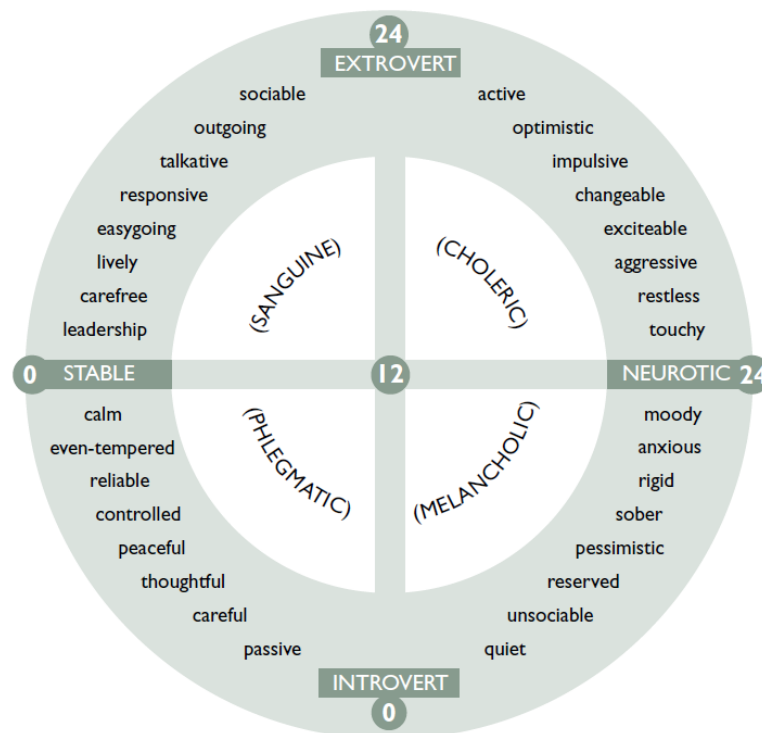 24
EXTROVERT
sociable
active
outgoing
optimistic
talkative
impulsive
responsive
changeable
easygoing
exciteable
lively
aggressive
carefree
restless
leadership
touchy
(SANGUINE)
(CHOLERIC)
0 STABLE
12
NEUROTIC 24
(PHLEGMATIC)
(MELANCHOLIC)
calm
moody
even-tempered
anxious
reliable
rigid
controlled
sober
peaceful
pessimistic
thoughtful
reserved
careful
unsociable
passive
quiet
INTROVERT
0